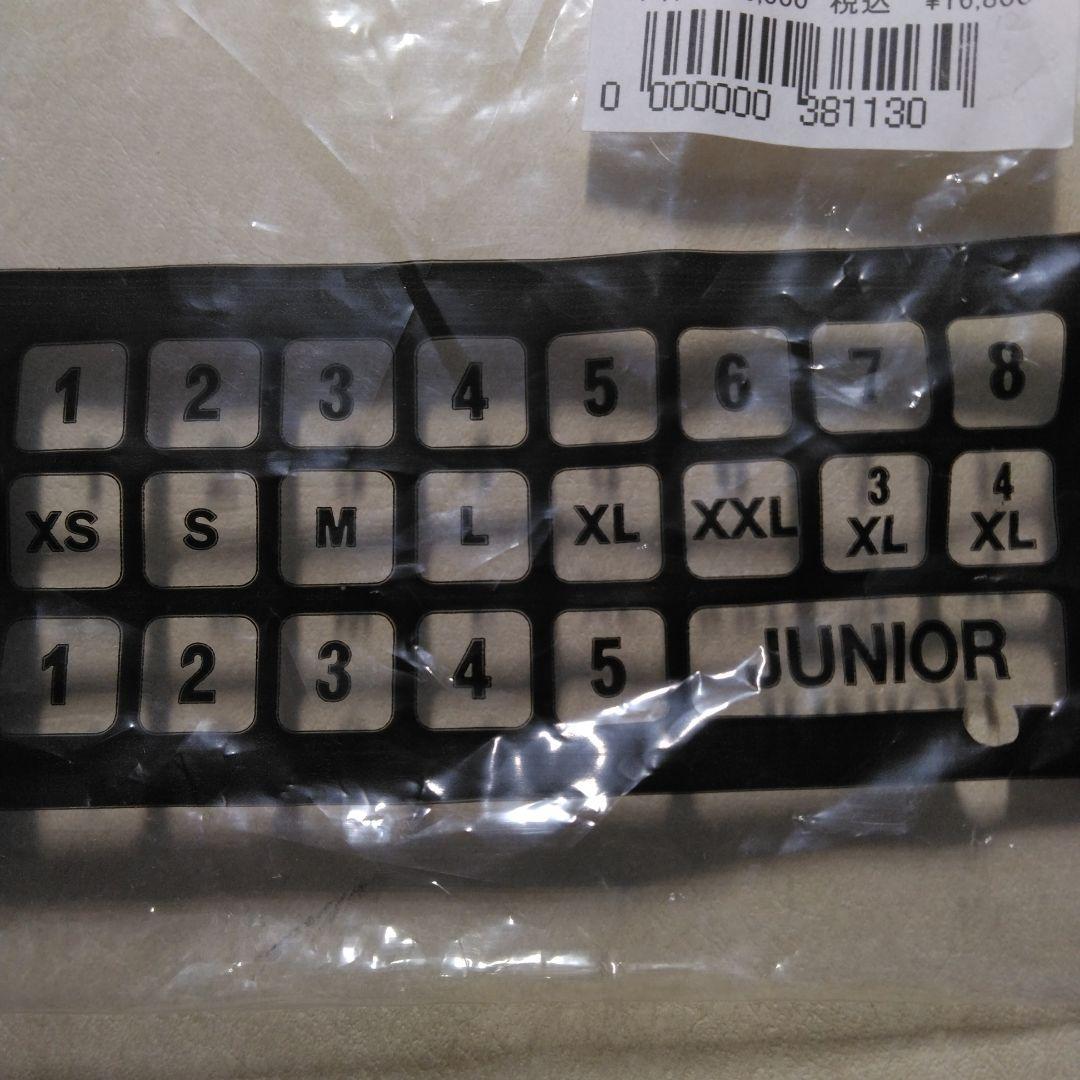 税込
0 000000 381130
1 2 3 4 5 6 7 8
XS S M L XL XXL 3 XL 4 XL
1 2 3 4 5 JUNIOR